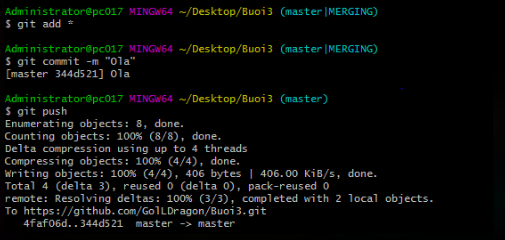 Administrator@pc017 MINGW64 ~/Desktop/Buoi3 (master|MERGING)
$ git add *
Administrator@pc017 MINGW64 ~/Desktop/Buoi3 (master|MERGING)
$ git commit -m "Ola"
[master 344d521] Ola
Administrator@pc017 MINGW64 ~/Desktop/Buoi3 (master)
$ git push
Enumerating objects: 8, done.
Counting objects: 100% (8/8), done.
Delta compression using up to 4 threads
Compressing objects: 100% (4/4), done.
Writing objects: 100% (4/4), 406 bytes | 406.00 KiB/s, done.
Total 4 (delta 3), reused 0 (delta 0), pack-reused 0
remote: Resolving deltas: 100% (3/3), completed with 2 local objects.
To https://github.com/GolLDragon/Buoi3.git
   4faf06d..344d521  master -> master